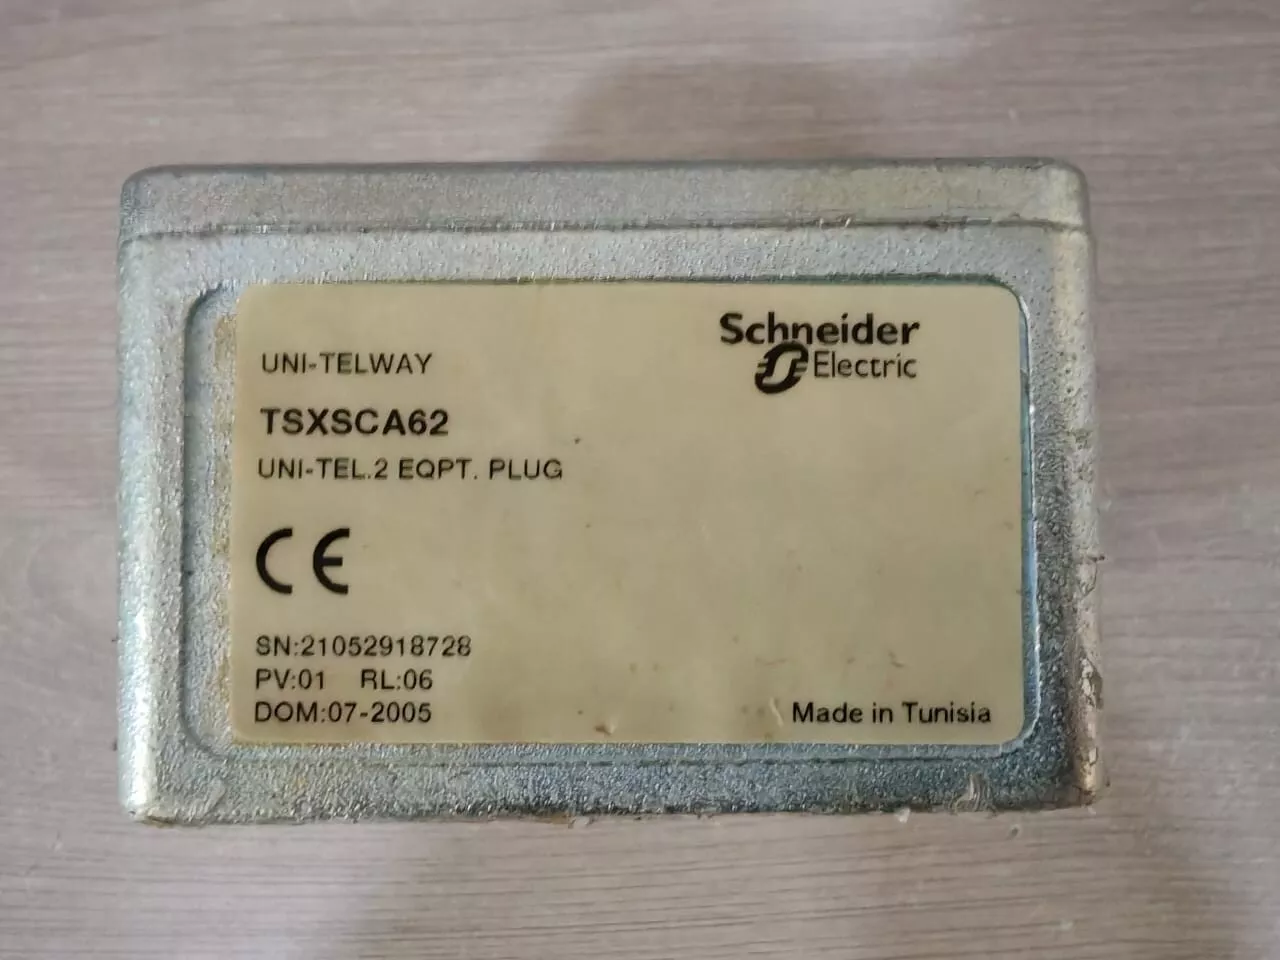 Schneider
Electric
UNI-TELWAY
TSXSCA62
UNI-TEL.2 EQPT. PLUG
CE
SN:21052918728
PV:01 RL:06
DOM:07-2005
Made in Tunisia